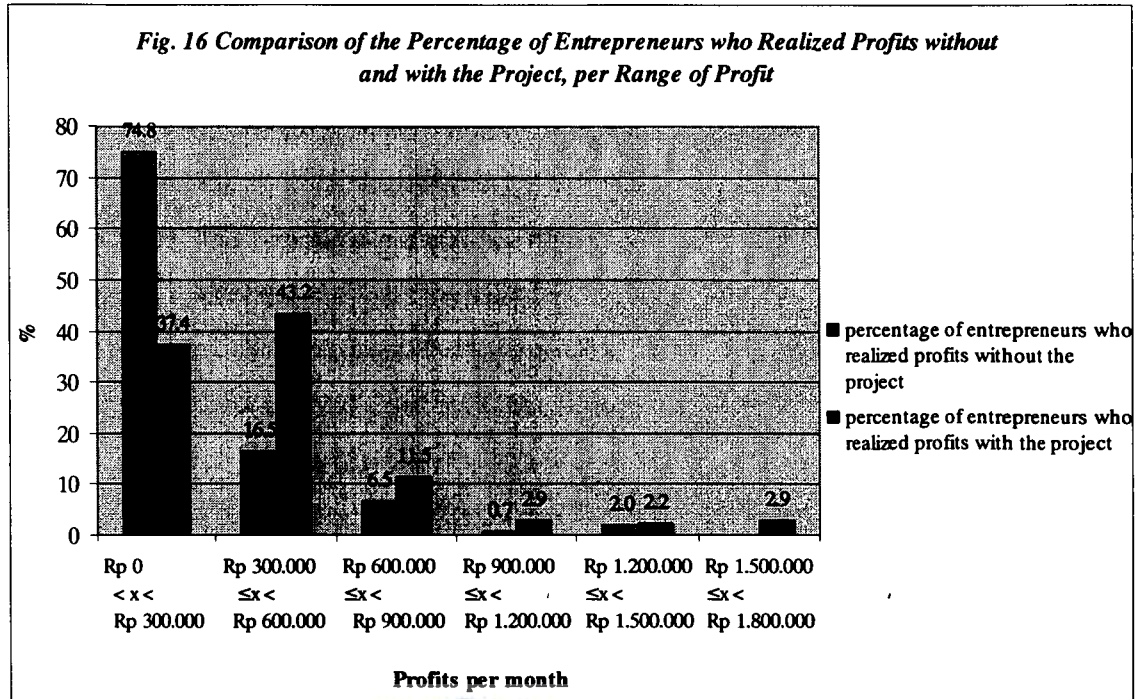 Fig. 16 Comparison of the Percentage of Entrepreneurs who Realized Profits without
and with the Project, per Range of Profit
80
70
60
50
40
30
20
10
0
%
74.8
37.4
16.5
43.2
6.5
11.5
0.7
2.9
2.0
2.2
2.9
Rp 0
< x <
Rp 300.000
Rp 300.000
≤x <
Rp 600.000
Rp 600.000
≤x <
Rp 900.000
Rp 900.000
≤x <
Rp 1.200.000
Rp 1.200.000
≤x <
Rp 1.500.000
Rp 1.500.000
≤x <
Rp 1.800.000
Profits per month
percentage of entrepreneurs who
realized profits without the
project
percentage of entrepreneurs who
realized profits with the project